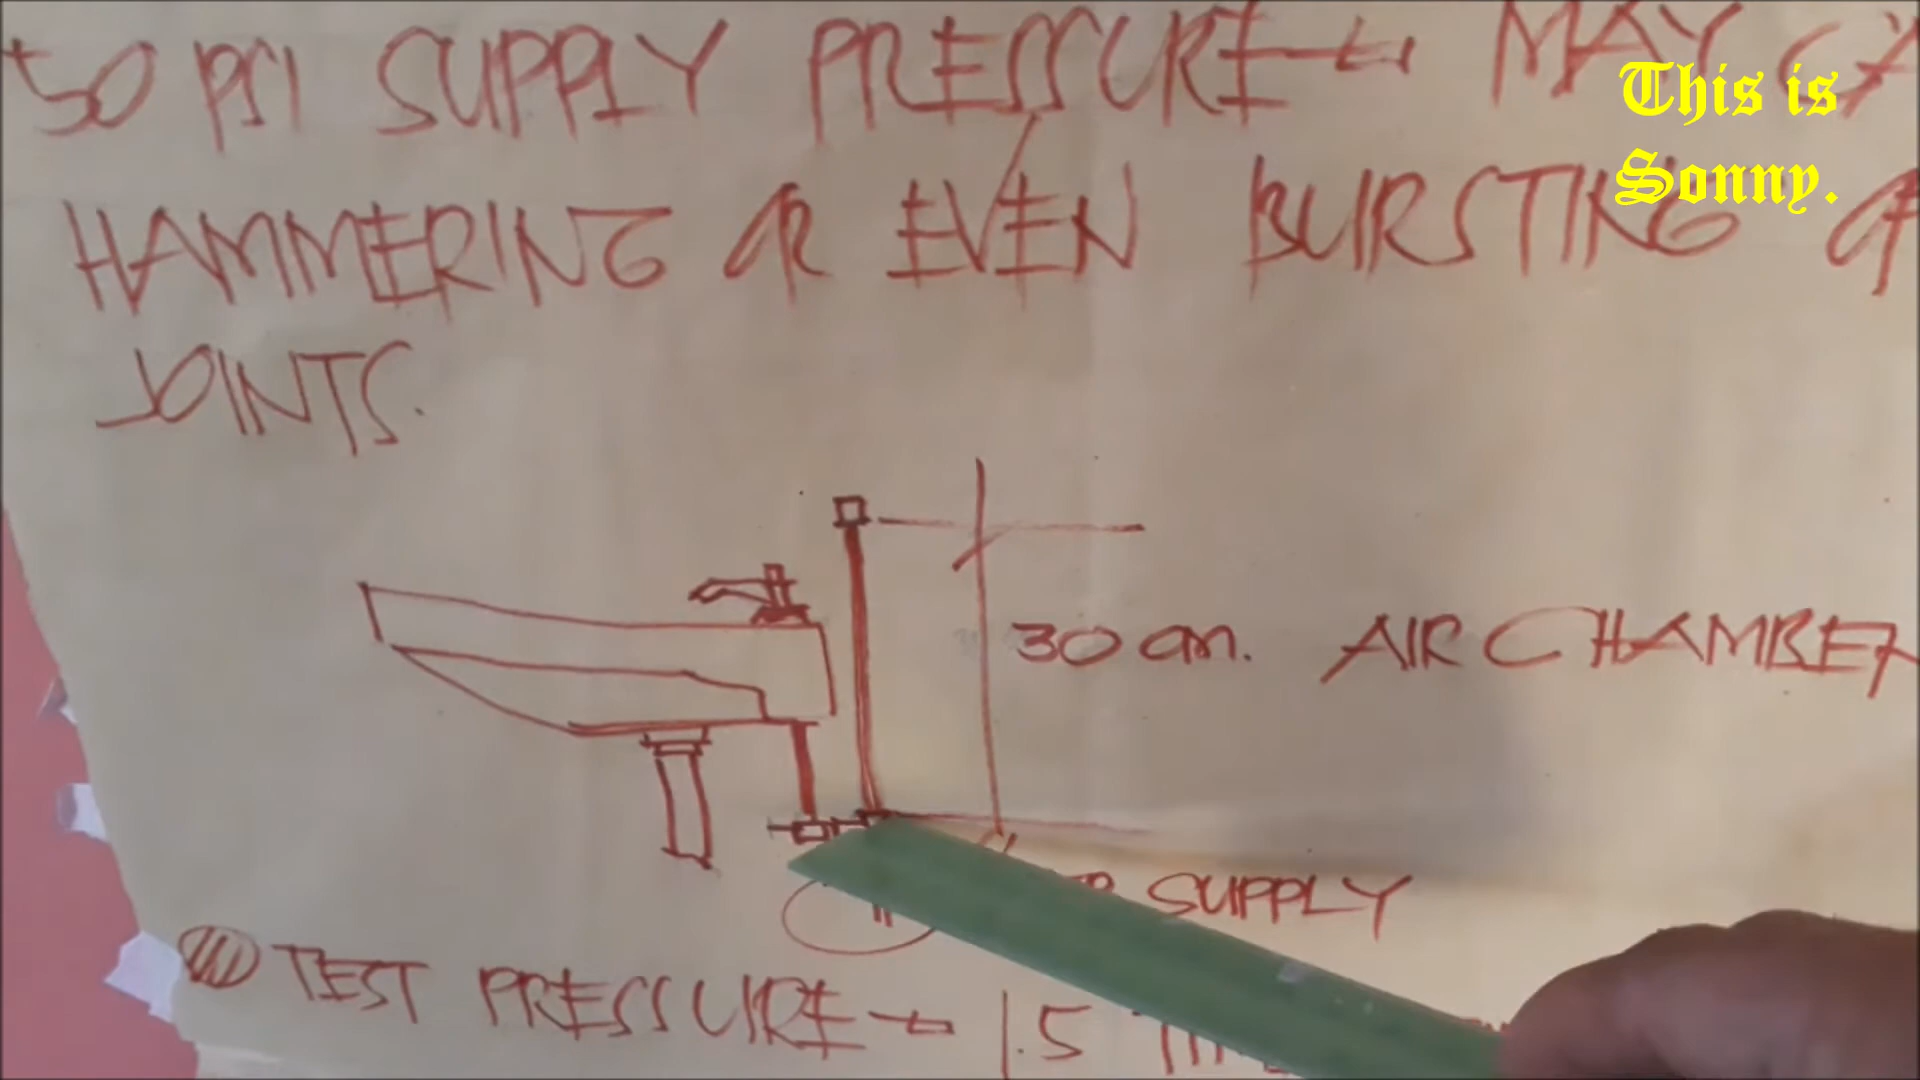 50 PSI SUPPLY PRESSURE → MAY
HAMMERING OR EVEN BURSTING OF
JOINTS.
30 cm. AIR CHAMBER
SUPPLY
TEST PRESSURE → 1.5
This is
Sonny.